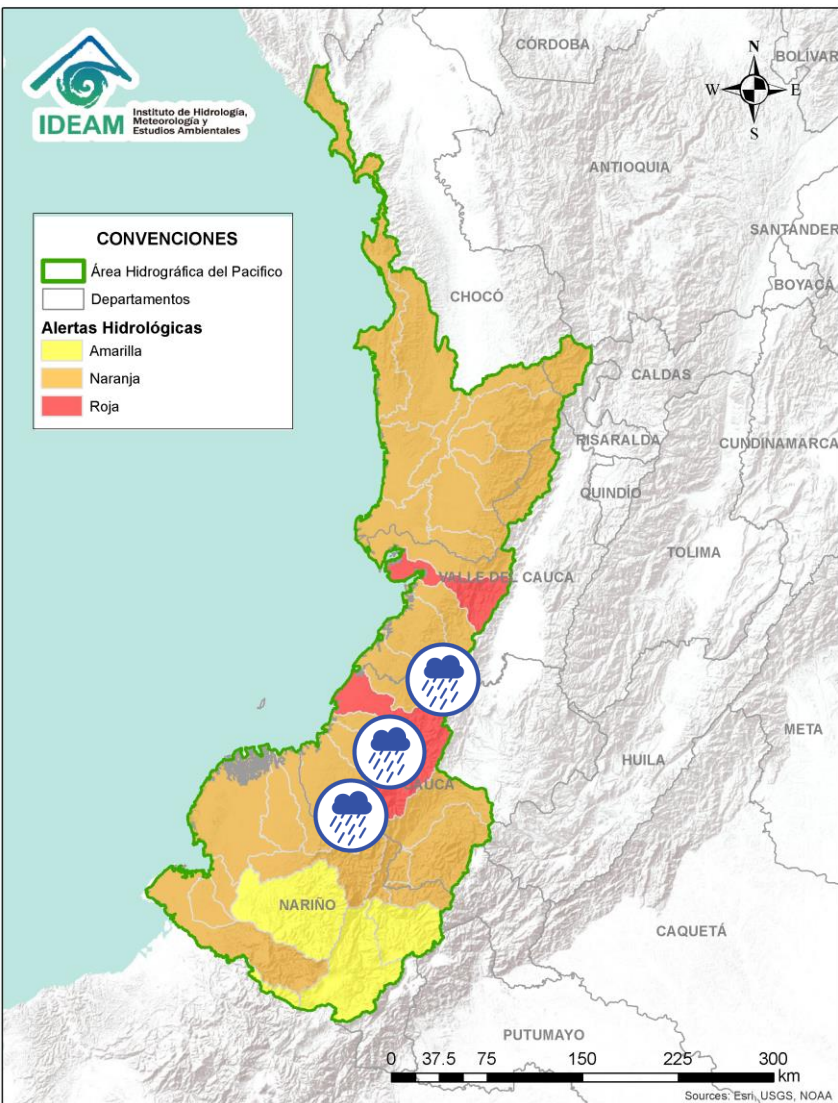 IDEAM
Instituto de Hidrología,
Meteorología y
Estudios Ambientales
CÓRDOBA
BOLÍVAR
N
W
E
S
ANTIOQUIA
SANTANDER
BOYACÁ
CONVENCIONES
Área Hidrográfica del Pacifico
Departamentos
Alertas Hidrológicas
Amarilla
Naranja
Roja
CHOCÓ
CALDAS
RISARALDA
CUNDINAMARCA
QUINDÍO
TOLIMA
VALLE DEL CAUCA
META
HUILA
AUCA
NARIÑO
CAQUETÁ
PUTUMAYO
0 37.5 75 150 225 300
km
Sources: Esri, USGS, NOAA